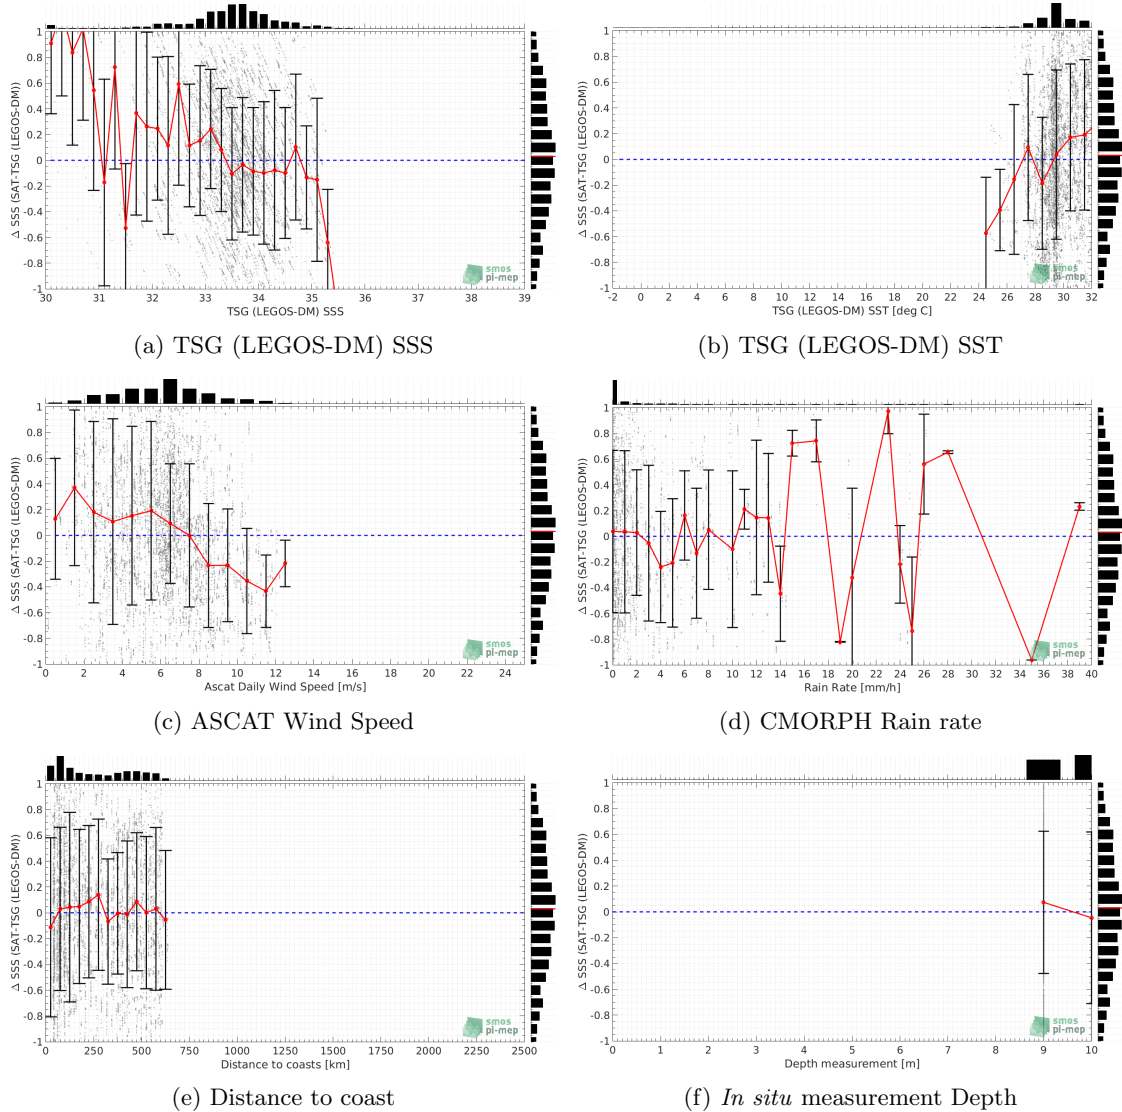 Δ SSS (SAT-TSG (LEGOS-DM))
1
0.8
0.6
0.4
0.2
0
-0.2
-0.4
-0.6
-0.8
-1
30 31 32 33 34 35 36 37 38 39
TSG (LEGOS-DM) SSS
smos
pi-mep
(a) TSG (LEGOS-DM) SSS
Δ SSS (SAT-TSG (LEGOS-DM))
1
0.8
0.6
0.4
0.2
0
-0.2
-0.4
-0.6
-0.8
-1
-2 0 2 4 6 8 10 12 14 16 18 20 22 24 26 28 30 32
TSG (LEGOS-DM) SST [deg C]
smos
pi-mep
(b) TSG (LEGOS-DM) SST
Δ SSS (SAT-TSG (LEGOS-DM))
1
0.8
0.6
0.4
0.2
0
-0.2
-0.4
-0.6
-0.8
-1
0 2 4 6 8 10 12 14 16 18 20 22 24
Ascat Daily Wind Speed [m/s]
smos
pi-mep
(c) ASCAT Wind Speed
Δ SSS (SAT-TSG (LEGOS-DM))
1
0.8
0.6
0.4
0.2
0
-0.2
-0.4
-0.6
-0.8
-1
0 2 4 6 8 10 12 14 16 18 20 22 24 26 28 30 32 34 36 38 40
Rain Rate [mm/h]
smos
pi-mep
(d) CMORPH Rain rate
Δ SSS (SAT-TSG (LEGOS-DM))
1
0.8
0.6
0.4
0.2
0
-0.2
-0.4
-0.6
-0.8
-1
0 250 500 750 1000 1250 1500 1750 2000 2250 2500
Distance to coasts [km]
smos
pi-mep
(e) Distance to coast
Δ SSS (SAT-TSG (LEGOS-DM))
1
0.8
0.6
0.4
0.2
0
-0.2
-0.4
-0.6
-0.8
-1
0 1 2 3 4 5 6 7 8 9 10
Depth measurement [m]
smos
pi-mep
(f) In situ measurement Depth